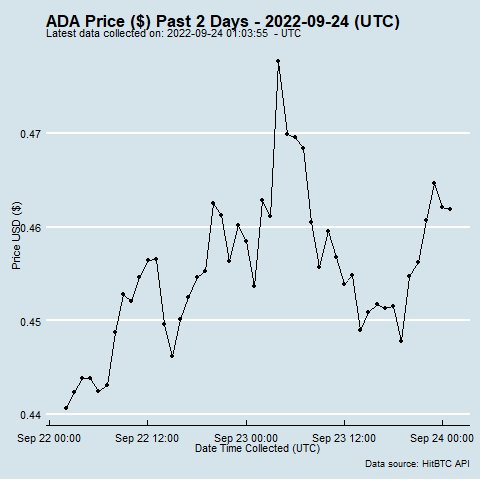 ADA Price ($) Past 2 Days - 2022-09-24 (UTC)
Latest data collected on: 2022-09-24 01:03:55  - UTC
Price USD ($)
0.47
0.46
0.45
0.44
Sep 22 00:00 Sep 22 12:00 Sep 23 00:00 Sep 23 12:00 Sep 24 00:00
Date Time Collected (UTC)
Data source: HitBTC API